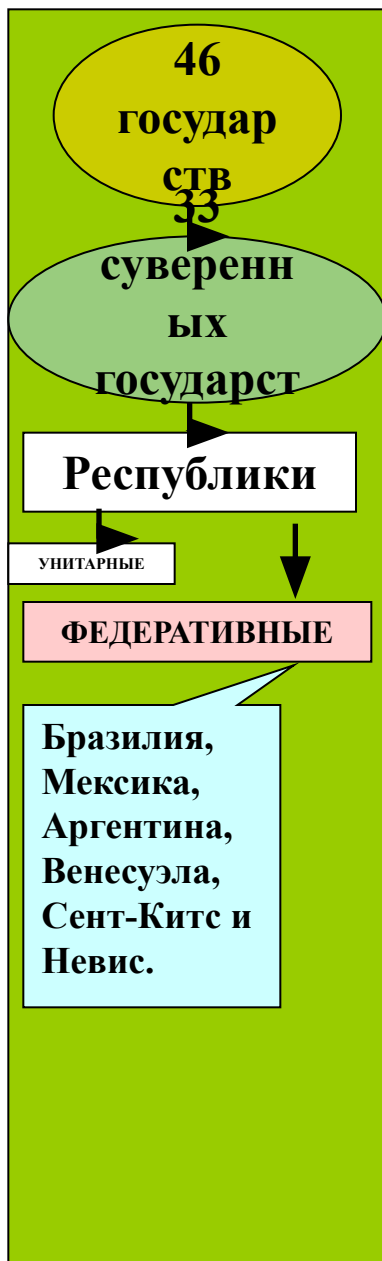 46
государ
ств
33
суверенн
ых
государст
Республики
УНИТАРНЫЕ
ФЕДЕРАТИВНЫЕ
Бразилия,
Мексика,
Аргентина,
Венесуэла,
Сент-Китс и
Невис.